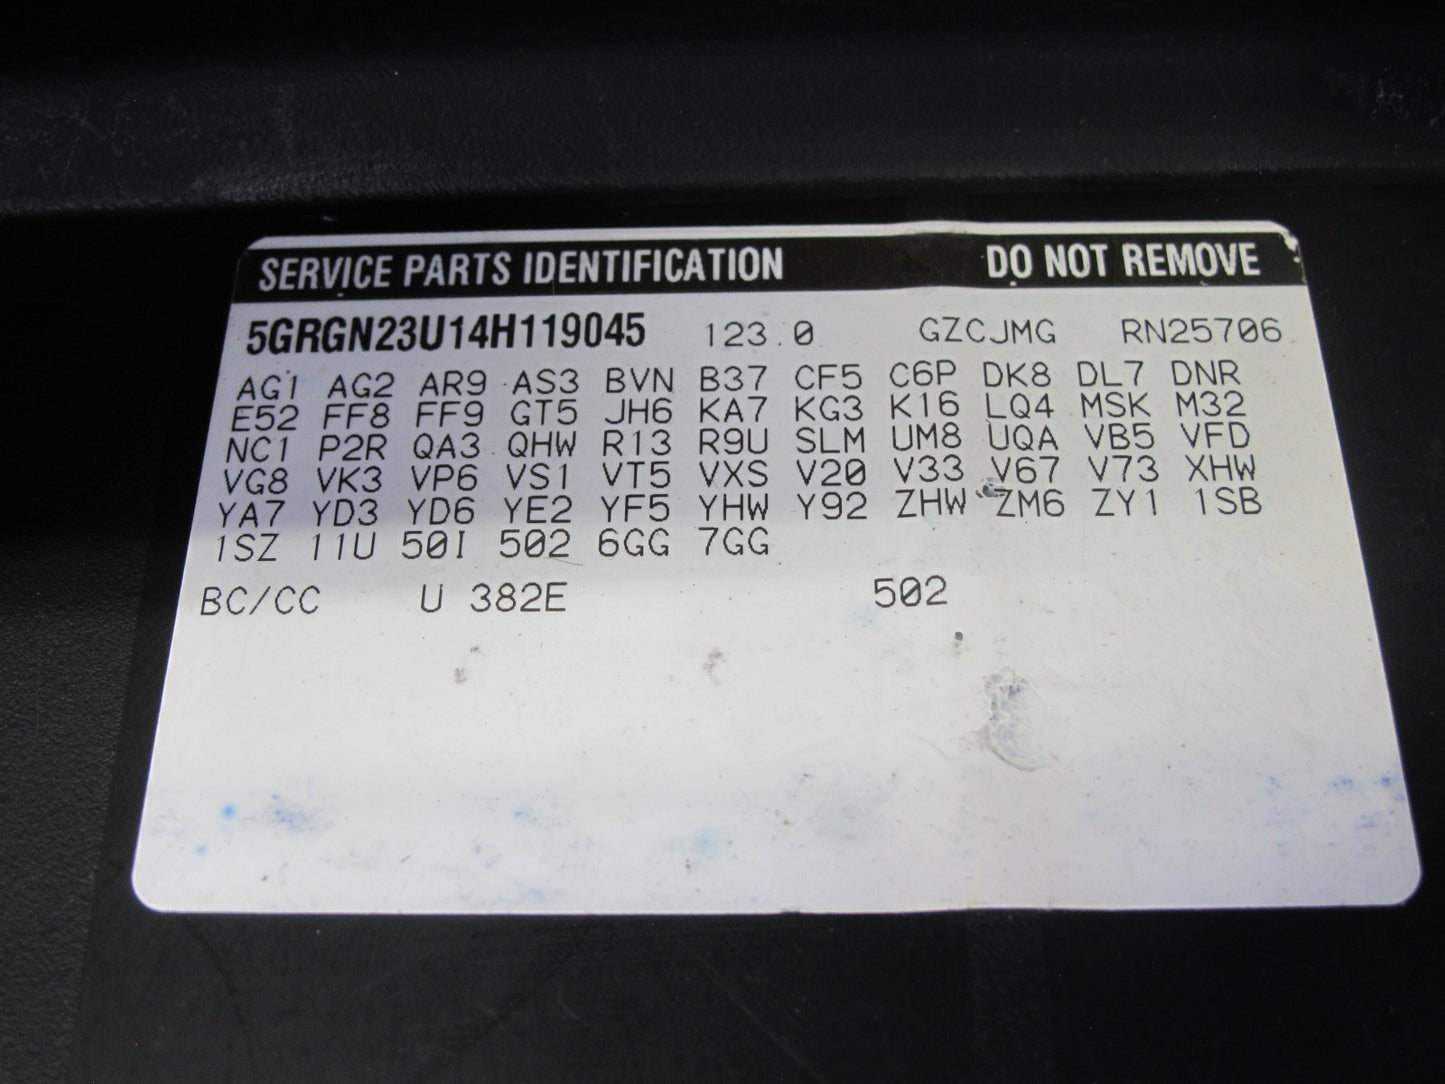 SERVICE PARTS IDENTIFICATION DO NOT REMOVE
5GRGN23U14H119045 123.0 GZCJMG RN25706
AG1 AG2 AR9 AS3 BVN B37 CF5 C6P DK8 DL7 DNR
E52 FF8 FF9 GT5 JH6 KA7 KG3 K16 LQ4 MSK M32
NC1 P2R QA3 QHW R13 R9U SLM UM8 UQA VB5 VFD
VG8 VK3 VP6 VS1 VT5 VXS V20 V33 V67 V73 XHW
YA7 YD3 YD6 YE2 YF5 YHW Y92 ZHW ZM6 ZY1 1SB
1SZ 11U 50I 502 6GG 7GG
BC/CC U 382E 502